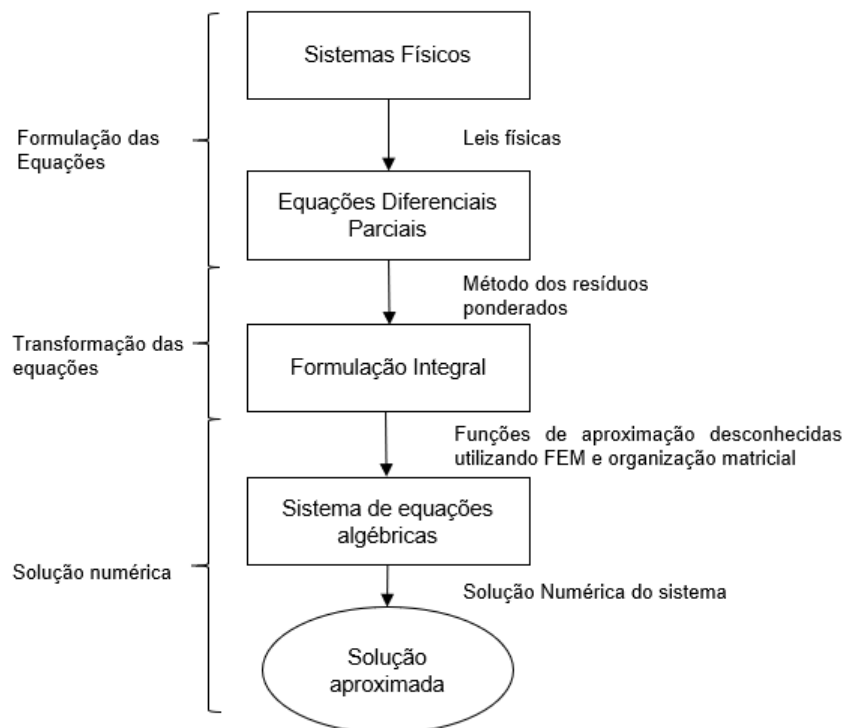 Sistemas Físicos
Formulação das
Equações
Leis físicas
Equações Diferenciais
Parciais
Método dos resíduos
ponderados
Transformação das
equações
Formulação Integral
Funções de aproximação desconhecidas
utilizando FEM e organização matricial
Sistema de equações
algébricas
Solução numérica
Solução Numérica do sistema
Solução
aproximada